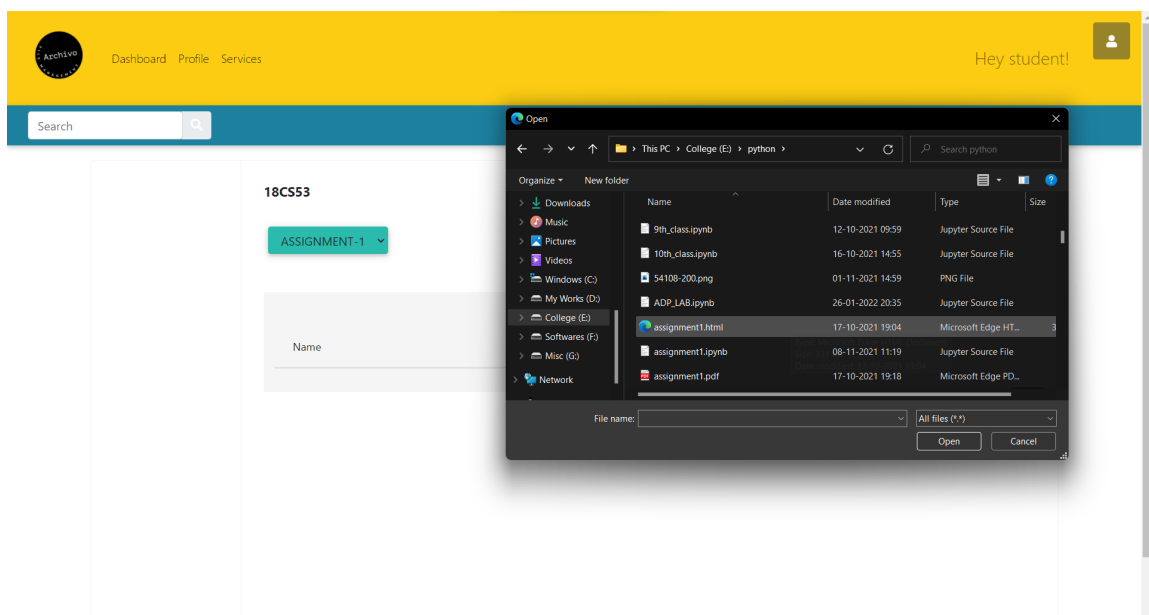 Archivo
Dashboard Profile Services
Hey student!
Search
18CS53
ASSIGNMENT-1
Name
Open
This PC > College (E:) > python >
Search python
Organize
New folder
Name Date modified Type Size
Downloads
Music
Pictures
Videos
Windows (C:)
My Works (D:)
College (E:)
Softwares (F:)
Misc (G:)
Network
9th_class.ipynb 12-10-2021 09:59 Jupyter Source File
10th_class.ipynb 16-10-2021 14:55 Jupyter Source File
54108-200.png 01-11-2021 14:59 PNG File
ADP_LAB.ipynb 26-01-2022 20:35 Jupyter Source File
assignment1.html 17-10-2021 19:04 Microsoft Edge HT... 3
assignment1.ipynb 08-11-2021 11:19 Jupyter Source File
assignment1.pdf 17-10-2021 19:18 Microsoft Edge PD...
File name:
All files (*.*)
Open Cancel